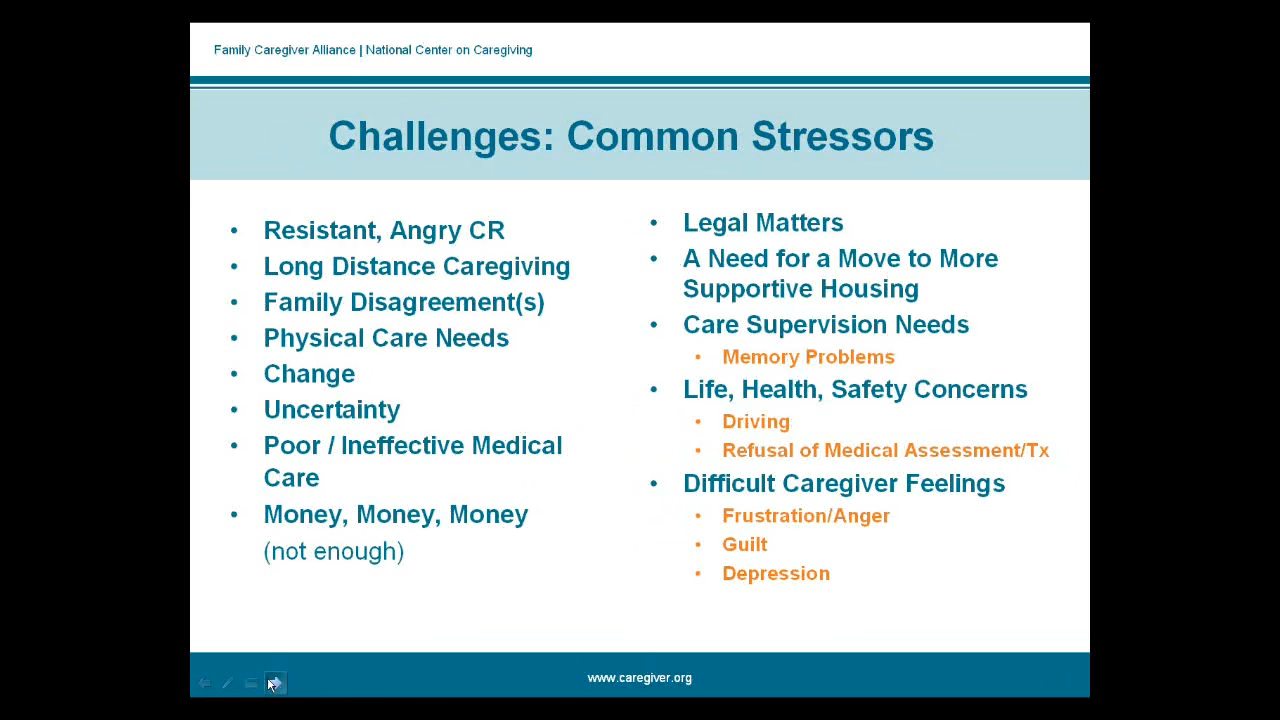 Family Caregiver Alliance | National Center on Caregiving
Challenges: Common Stressors
• Resistant, Angry CR
• Long Distance Caregiving
• Family Disagreement(s)
• Physical Care Needs
• Change
• Uncertainty
• Poor / Ineffective Medical
Care
• Money, Money, Money
(not enough)
• Legal Matters
• A Need for a Move to More
Supportive Housing
• Care Supervision Needs
• Memory Problems
• Life, Health, Safety Concerns
• Driving
• Refusal of Medical Assessment/Tx
• Difficult Caregiver Feelings
• Frustration/Anger
• Guilt
• Depression
www.caregiver.org